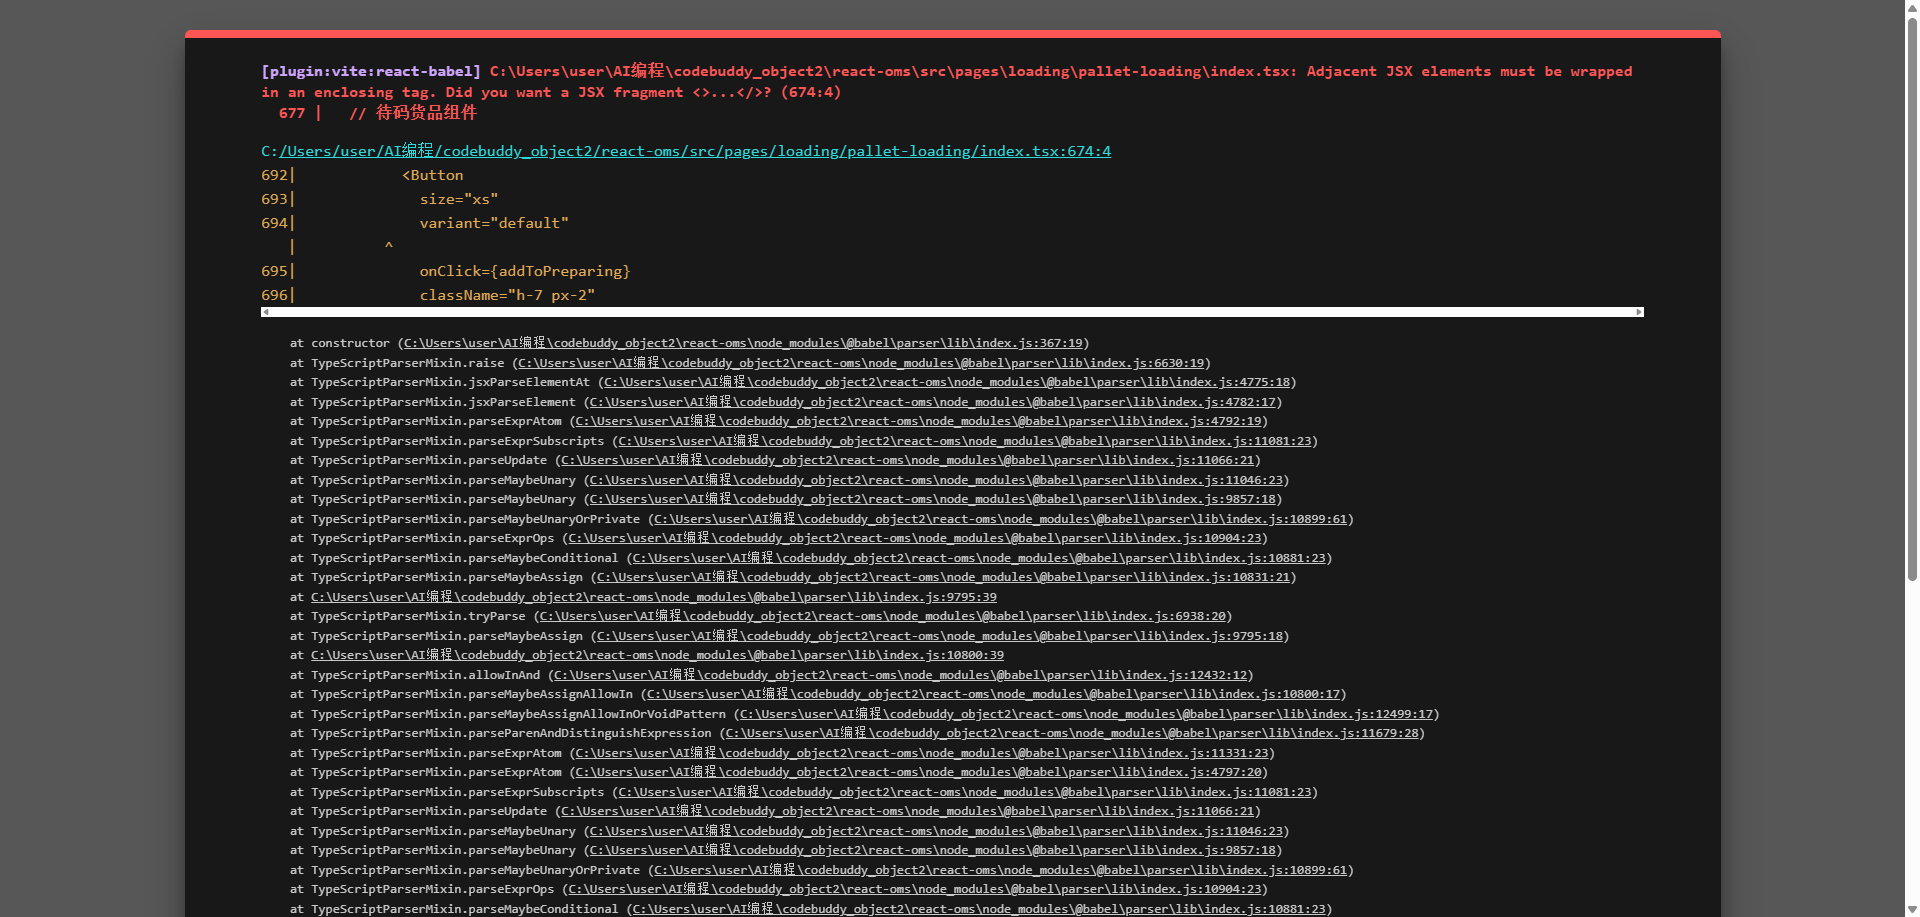 [plugin:vite:react-babel] C:\Users\user\AI编程\codebuddy_object2\react-oms\src\pages\loading\pallet-loading\index.tsx: Adjacent JSX elements must be wrapped
in an enclosing tag. Did you want a JSX fragment <>...</>? (674:4)
677 |   // 待码货品组件
C:/Users/user/AI编程/codebuddy_object2/react-oms/src/pages/loading/pallet-loading/index.tsx:674:4
692|            <Button
693|              size="xs"
694|              variant="default"
|          ^
695|              onClick={addToPreparing}
696|              className="h-7 px-2"
at constructor (C:\Users\user\AI编程\codebuddy_object2\react-oms\node_modules\@babel\parser\lib\index.js:367:19)
at TypeScriptParserMixin.raise (C:\Users\user\AI编程\codebuddy_object2\react-oms\node_modules\@babel\parser\lib\index.js:6630:19)
at TypeScriptParserMixin.jsxParseElementAt (C:\Users\user\AI编程\codebuddy_object2\react-oms\node_modules\@babel\parser\lib\index.js:4775:18)
at TypeScriptParserMixin.jsxParseElement (C:\Users\user\AI编程\codebuddy_object2\react-oms\node_modules\@babel\parser\lib\index.js:4782:17)
at TypeScriptParserMixin.parseExprAtom (C:\Users\user\AI编程\codebuddy_object2\react-oms\node_modules\@babel\parser\lib\index.js:4792:19)
at TypeScriptParserMixin.parseExprSubscripts (C:\Users\user\AI编程\codebuddy_object2\react-oms\node_modules\@babel\parser\lib\index.js:11081:23)
at TypeScriptParserMixin.parseUpdate (C:\Users\user\AI编程\codebuddy_object2\react-oms\node_modules\@babel\parser\lib\index.js:11066:21)
at TypeScriptParserMixin.parseMaybeUnary (C:\Users\user\AI编程\codebuddy_object2\react-oms\node_modules\@babel\parser\lib\index.js:11046:23)
at TypeScriptParserMixin.parseMaybeUnary (C:\Users\user\AI编程\codebuddy_object2\react-oms\node_modules\@babel\parser\lib\index.js:9857:18)
at TypeScriptParserMixin.parseMaybeUnaryOrPrivate (C:\Users\user\AI编程\codebuddy_object2\react-oms\node_modules\@babel\parser\lib\index.js:10899:61)
at TypeScriptParserMixin.parseExprOps (C:\Users\user\AI编程\codebuddy_object2\react-oms\node_modules\@babel\parser\lib\index.js:10904:23)
at TypeScriptParserMixin.parseMaybeConditional (C:\Users\user\AI编程\codebuddy_object2\react-oms\node_modules\@babel\parser\lib\index.js:10881:23)
at TypeScriptParserMixin.parseMaybeAssign (C:\Users\user\AI编程\codebuddy_object2\react-oms\node_modules\@babel\parser\lib\index.js:10831:21)
at C:\Users\user\AI编程\codebuddy_object2\react-oms\node_modules\@babel\parser\lib\index.js:9795:39
at TypeScriptParserMixin.tryParse (C:\Users\user\AI编程\codebuddy_object2\react-oms\node_modules\@babel\parser\lib\index.js:6938:20)
at TypeScriptParserMixin.parseMaybeAssign (C:\Users\user\AI编程\codebuddy_object2\react-oms\node_modules\@babel\parser\lib\index.js:9795:18)
at C:\Users\user\AI编程\codebuddy_object2\react-oms\node_modules\@babel\parser\lib\index.js:10800:39
at TypeScriptParserMixin.allowInAnd (C:\Users\user\AI编程\codebuddy_object2\react-oms\node_modules\@babel\parser\lib\index.js:12432:12)
at TypeScriptParserMixin.parseMaybeAssignAllowIn (C:\Users\user\AI编程\codebuddy_object2\react-oms\node_modules\@babel\parser\lib\index.js:10800:17)
at TypeScriptParserMixin.parseMaybeAssignAllowInOrVoidPattern (C:\Users\user\AI编程\codebuddy_object2\react-oms\node_modules\@babel\parser\lib\index.js:12499:17)
at TypeScriptParserMixin.parseParenAndDistinguishExpression (C:\Users\user\AI编程\codebuddy_object2\react-oms\node_modules\@babel\parser\lib\index.js:11679:28)
at TypeScriptParserMixin.parseExprAtom (C:\Users\user\AI编程\codebuddy_object2\react-oms\node_modules\@babel\parser\lib\index.js:11331:23)
at TypeScriptParserMixin.parseExprAtom (C:\Users\user\AI编程\codebuddy_object2\react-oms\node_modules\@babel\parser\lib\index.js:4797:20)
at TypeScriptParserMixin.parseExprSubscripts (C:\Users\user\AI编程\codebuddy_object2\react-oms\node_modules\@babel\parser\lib\index.js:11081:23)
at TypeScriptParserMixin.parseUpdate (C:\Users\user\AI编程\codebuddy_object2\react-oms\node_modules\@babel\parser\lib\index.js:11066:21)
at TypeScriptParserMixin.parseMaybeUnary (C:\Users\user\AI编程\codebuddy_object2\react-oms\node_modules\@babel\parser\lib\index.js:11046:23)
at TypeScriptParserMixin.parseMaybeUnary (C:\Users\user\AI编程\codebuddy_object2\react-oms\node_modules\@babel\parser\lib\index.js:9857:18)
at TypeScriptParserMixin.parseMaybeUnaryOrPrivate (C:\Users\user\AI编程\codebuddy_object2\react-oms\node_modules\@babel\parser\lib\index.js:10899:61)
at TypeScriptParserMixin.parseExprOps (C:\Users\user\AI编程\codebuddy_object2\react-oms\node_modules\@babel\parser\lib\index.js:10904:23)
at TypeScriptParserMixin.parseMaybeConditional (C:\Users\user\AI编程\codebuddy_object2\react-oms\node_modules\@babel\parser\lib\index.js:10881:23)